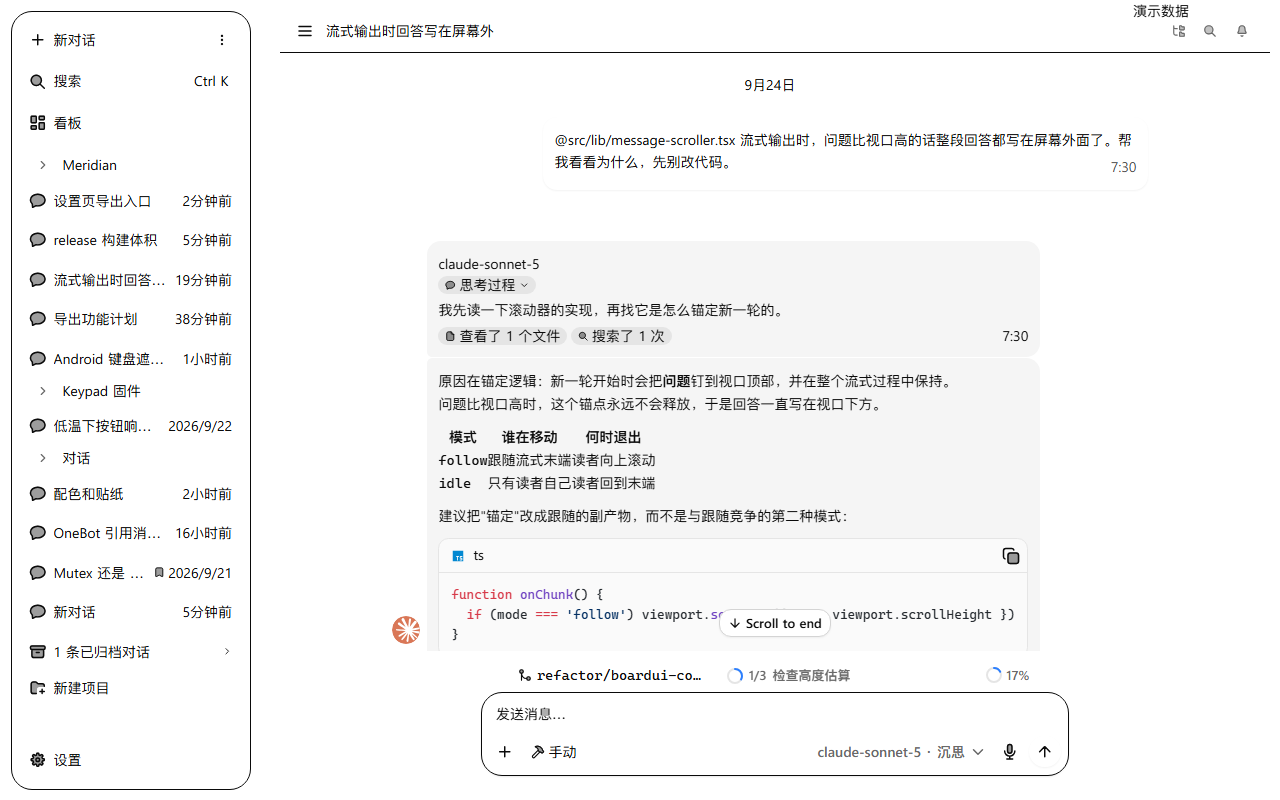 新对话
搜索 Ctrl K
看板
Meridian
设置页导出入口 2分钟前
release 构建体积 5分钟前
流式输出时回答… 19分钟前
导出功能计划 38分钟前
Android 键盘遮… 1小时前
Keypad 固件
低温下按钮响… 2026/9/22
对话
配色和贴纸 2小时前
OneBot 引用消… 16小时前
Mutex 还是 … 2026/9/21
新对话 5分钟前
1 条已归档对话
新建项目
设置
演示数据
流式输出时回答写在屏幕外
9月24日
@src/lib/message-scroller.tsx 流式输出时，问题比视口高的话整段回答都写在屏幕外面了。帮
我看看为什么，先别改代码。
7:30
claude-sonnet-5
思考过程
我先读一下滚动器的实现，再找它是怎么锚定新一轮的。
查看了 1 个文件 搜索了 1 次 7:30
原因在锚定逻辑：新一轮开始时会把问题钉到视口顶部，并在整个流式过程中保持。
问题比视口高时，这个锚点永远不会释放，于是回答一直写在视口下方。
模式 谁在移动 何时退出
follow 跟随流式末端 读者向上滚动
idle 只有读者自己 读者回到末端
建议把"锚定"改成跟随的副产物，而不是与跟随竞争的第二种模式：
TS ts
function onChunk() {
if (mode === 'follow') viewport.sc viewport.scrollHeight })
}
Scroll to end
refactor/boardui-co… 1/3 检查高度估算 17%
发送消息…
手动 claude-sonnet-5 · 沉思